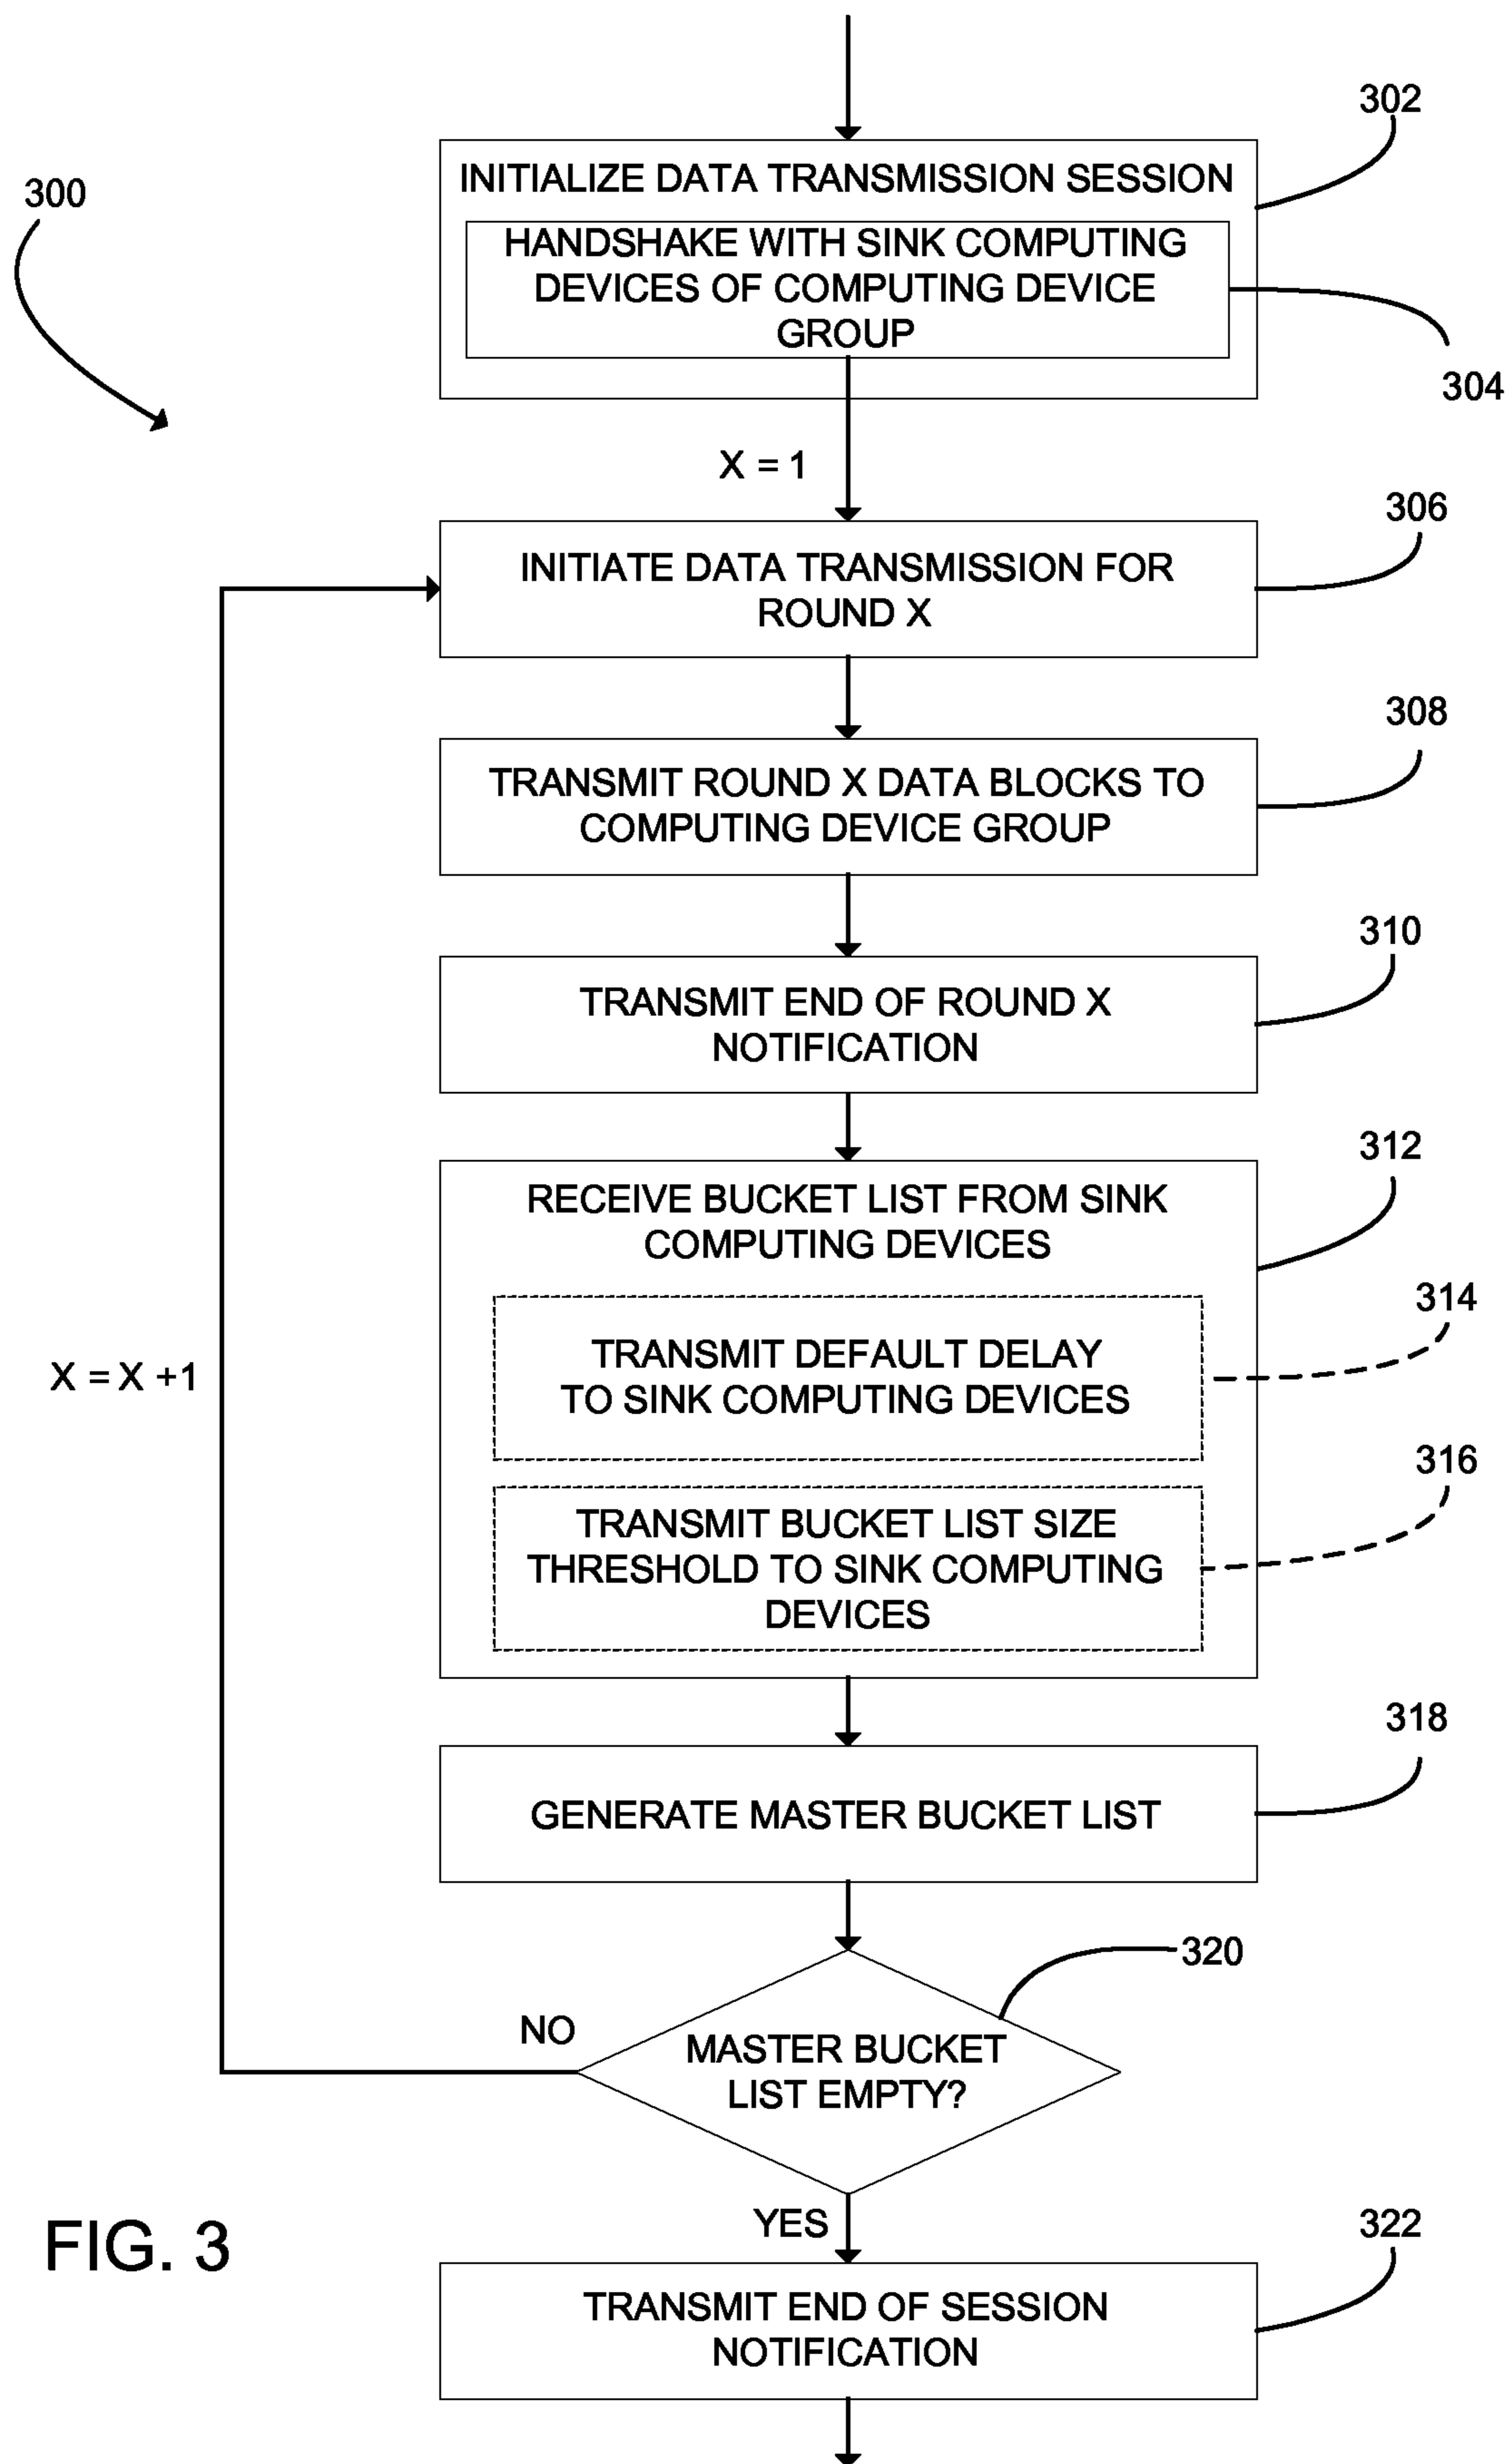 302
INITIALIZE DATA TRANSMISSION SESSION
300
HANDSHAKE WITH SINK COMPUTING
DEVICES OF COMPUTING DEVICE
GROUP
304
X = 1
306
INITIATE DATA TRANSMISSION FOR
ROUND X
308
TRANSMIT ROUND X DATA BLOCKS TO
COMPUTING DEVICE GROUP
310
TRANSMIT END OF ROUND X
NOTIFICATION
312
RECEIVE BUCKET LIST FROM SINK
COMPUTING DEVICES
314
TRANSMIT DEFAULT DELAY
TO SINK COMPUTING DEVICES
X = X +1
316
TRANSMIT BUCKET LIST SIZE
THRESHOLD TO SINK COMPUTING
DEVICES
318
GENERATE MASTER BUCKET LIST
320
NO
MASTER BUCKET
LIST EMPTY?
YES
322
FIG. 3
TRANSMIT END OF SESSION
NOTIFICATION